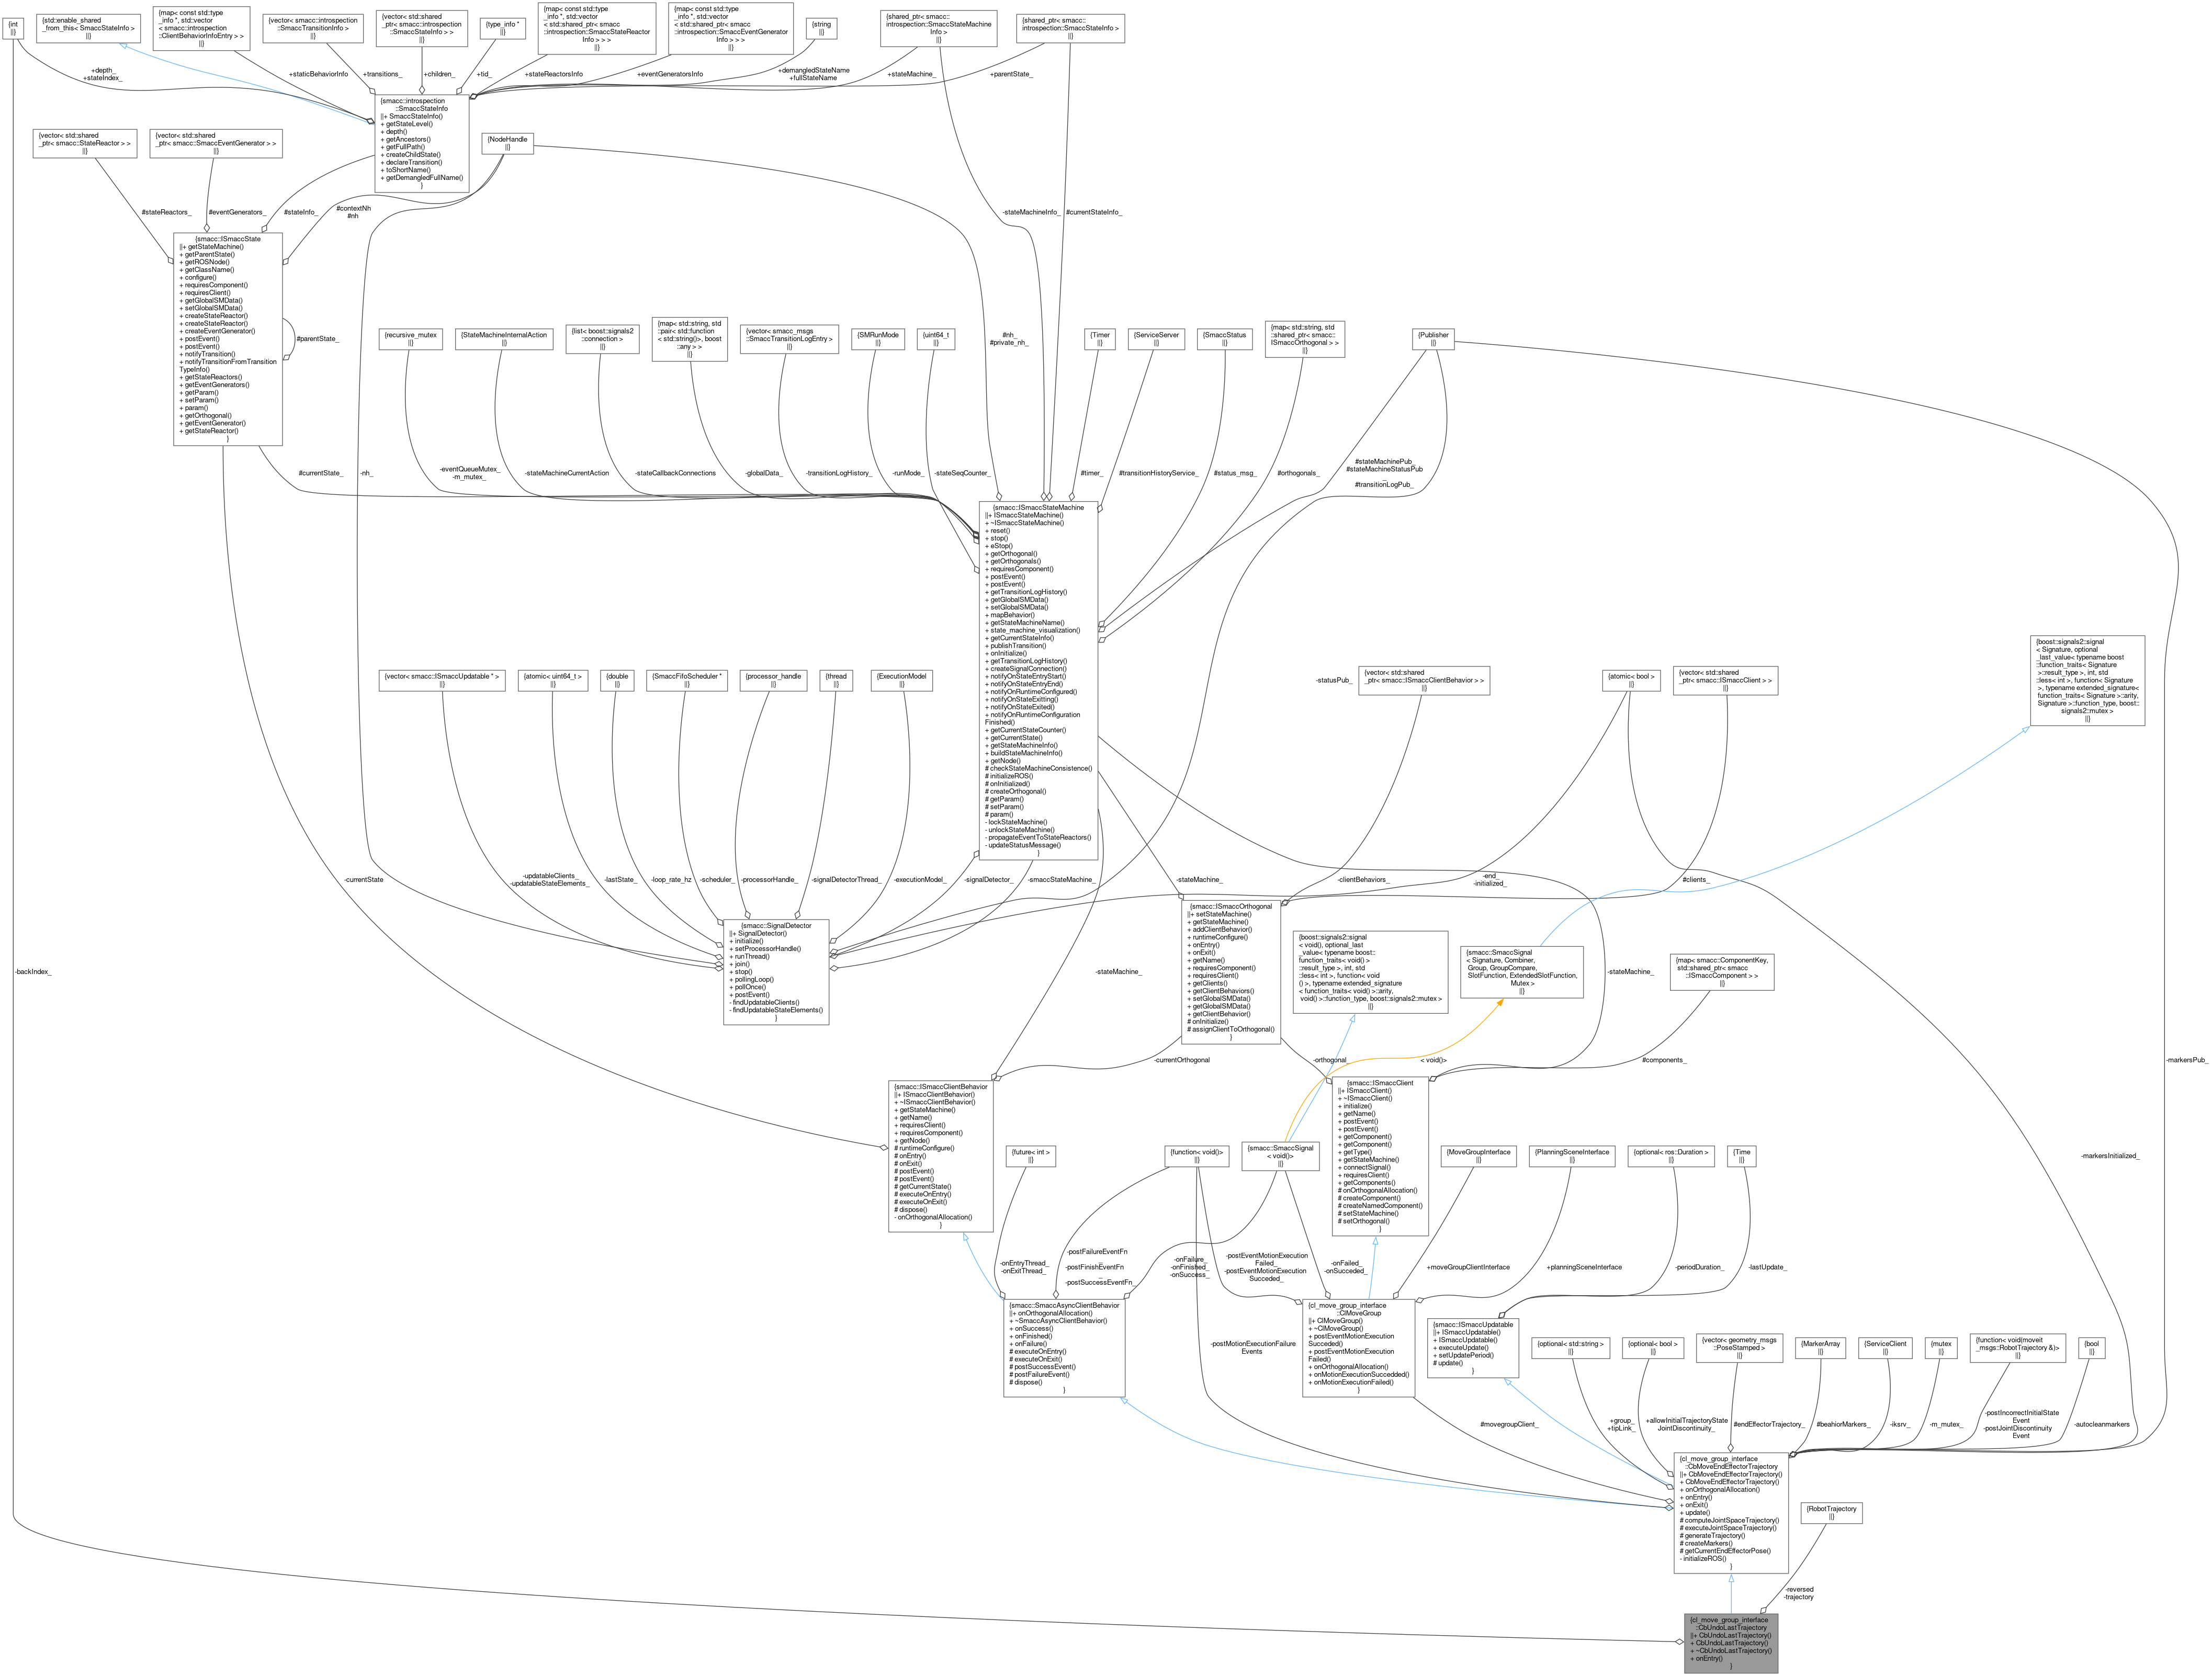 {int
||}
{std::enable_shared
_from_this< SmaccStateInfo >
||}
{map< const std::type
_info *, std::vector
< smacc::introspection
::ClientBehaviorInfoEntry > >
||}
{vector< smacc::introspection
::SmaccTransitionInfo >
||}
{vector< std::shared
_ptr< smacc::introspection
::SmaccStateInfo > >
||}
{type_info *
||}
{map< const std::type
_info *, std::vector
< std::shared_ptr< smacc
::introspection::SmaccStateReactor
Info > > >
||}
{map< const std::type
_info *, std::vector
< std::shared_ptr< smacc
::introspection::SmaccEventGenerator
Info > > >
||}
{string
||}
{shared_ptr< smacc::
introspection::SmaccStateMachine
Info >
||}
{shared_ptr< smacc::
introspection::SmaccStateInfo >
||}
+depth_
+stateIndex_
+staticBehaviorInfo
+transitions_
+children_
+tid_
+stateReactorsInfo
+eventGeneratorsInfo
+demangledStateName
+fullStateName
+stateMachine_
+parentState_
{smacc::introspection
::SmaccStateInfo
||+ SmaccStateInfo()
+ getStateLevel()
+ depth()
+ getAncestors()
+ getFullPath()
+ createChildState()
+ declareTransition()
+ toShortName()
+ getDemangledFullName()
}
{vector< std::shared
_ptr< smacc::StateReactor > >
||}
{vector< std::shared
_ptr< smacc::SmaccEventGenerator > >
||}
{NodeHandle
||}
#stateReactors_
#eventGenerators_
#stateInfo_
#contextNh
#nh
-stateMachineInfo_
#currentStateInfo_
{smacc::ISmaccState
||+ getStateMachine()
+ getParentState()
+ getROSNode()
+ getClassName()
+ configure()
+ requiresComponent()
+ requiresClient()
+ getGlobalSMData()
+ setGlobalSMData()
+ createStateReactor()
+ createStateReactor()
+ createEventGenerator()
+ postEvent()
+ postEvent()
+ notifyTransition()
+ notifyTransitionFromTransition
TypeInfo()
+ getStateReactors()
+ getEventGenerators()
+ getParam()
+ setParam()
+ param()
+ getOrthogonal()
+ getEventGenerator()
+ getStateReactor()
}
#parentState_
{recursive_mutex
||}
{StateMachineInternalAction
||}
{list< boost::signals2
::connection >
||}
{map< std::string, std
::pair< std::function
< std::string()>, boost
::any > >
||}
{vector< smacc_msgs
::SmaccTransitionLogEntry >
||}
{SMRunMode
||}
{uint64_t
||}
#nh_
#private_nh_
{Timer
||}
{ServiceServer
||}
{SmaccStatus
||}
{map< std::string, std
::shared_ptr< smacc::
ISmaccOrthogonal > >
||}
{Publisher
||}
#currentState_
-nh_
-eventQueueMutex_
-m_mutex_
-stateMachineCurrentAction
-stateCallbackConnections
-globalData_
-transitionLogHistory_
-runMode_
-stateSeqCounter_
#timer_
#transitionHistoryService_
#status_msg_
#orthogonals_
#stateMachinePub_
#stateMachineStatusPub
_
#transitionLogPub_
{smacc::ISmaccStateMachine
||+ ISmaccStateMachine()
+ ~ISmaccStateMachine()
+ reset()
+ stop()
+ eStop()
+ getOrthogonal()
+ getOrthogonals()
+ requiresComponent()
+ postEvent()
+ postEvent()
+ getTransitionLogHistory()
+ getGlobalSMData()
+ setGlobalSMData()
+ mapBehavior()
+ getStateMachineName()
+ state_machine_visualization()
+ getCurrentStateInfo()
+ publishTransition()
+ onInitialize()
+ getTransitionLogHistory()
+ createSignalConnection()
+ notifyOnStateEntryStart()
+ notifyOnStateEntryEnd()
+ notifyOnRuntimeConfigured()
+ notifyOnStateExitting()
+ notifyOnStateExited()
+ notifyOnRuntimeConfiguration
Finished()
+ getCurrentStateCounter()
+ getCurrentState()
+ getStateMachineInfo()
+ buildStateMachineInfo()
+ getNode()
# checkStateMachineConsistence()
# initializeROS()
# onInitialized()
# createOrthogonal()
# getParam()
# setParam()
# param()
- lockStateMachine()
- unlockStateMachine()
- propagateEventToStateReactors()
- updateStatusMessage()
}
{vector< smacc::ISmaccUpdatable * >
||}
{atomic< uint64_t >
||}
{double
||}
{SmaccFifoScheduler *
||}
{processor_handle
||}
{thread
||}
{ExecutionModel
||}
-statusPub_
{vector< std::shared
_ptr< smacc::ISmaccClientBehavior > >
||}
{atomic< bool >
||}
{vector< std::shared
_ptr< smacc::ISmaccClient > >
||}
{boost::signals2::signal
< Signature, optional
_last_value< typename boost
::function_traits< Signature
>::result_type >, int, std
::less< int >, function< Signature
>, typename extended_signature<
function_traits< Signature >::arity,
Signature >::function_type, boost::
signals2::mutex >
||}
-currentState
-updatableClients_
-updatableStateElements_
-lastState_
-loop_rate_hz
-scheduler_
-processorHandle_
-signalDetectorThread_
-executionModel_
-signalDetector_
-smaccStateMachine_
-stateMachine_
-clientBehaviors_
-end_
-initialized_
#clients_
{smacc::SignalDetector
||+ SignalDetector()
+ initialize()
+ setProcessorHandle()
+ runThread()
+ join()
+ stop()
+ pollingLoop()
+ pollOnce()
+ postEvent()
- findUpdatableClients()
- findUpdatableStateElements()
}
{smacc::ISmaccOrthogonal
||+ setStateMachine()
+ getStateMachine()
+ addClientBehavior()
+ runtimeConfigure()
+ onEntry()
+ onExit()
+ getName()
+ requiresComponent()
+ requiresClient()
+ getClients()
+ getClientBehaviors()
+ setGlobalSMData()
+ getGlobalSMData()
+ getClientBehavior()
# onInitialize()
# assignClientToOrthogonal()
}
{boost::signals2::signal
< void(), optional_last
_value< typename boost::
function_traits< void() >
::result_type >, int, std
::less< int >, function< void
() >, typename extended_signature
< function_traits< void() >::arity,
void() >::function_type, boost::signals2::mutex >
||}
{smacc::SmaccSignal
< Signature, Combiner,
Group, GroupCompare,
SlotFunction, ExtendedSlotFunction,
Mutex >
||}
{map< smacc::ComponentKey,
std::shared_ptr< smacc
::ISmaccComponent > >
||}
-backIndex_
-stateMachine_
-stateMachine_
-currentOrthogonal
-orthogonal_
< void()>
#components_
-markersPub_
{smacc::ISmaccClientBehavior
||+ ISmaccClientBehavior()
+ ~ISmaccClientBehavior()
+ getStateMachine()
+ getName()
+ requiresClient()
+ requiresComponent()
+ getNode()
# runtimeConfigure()
# onEntry()
# onExit()
# postEvent()
# postEvent()
# getCurrentState()
# executeOnEntry()
# executeOnExit()
# dispose()
- onOrthogonalAllocation()
}
{smacc::ISmaccClient
||+ ISmaccClient()
+ ~ISmaccClient()
+ initialize()
+ getName()
+ postEvent()
+ postEvent()
+ getComponent()
+ getComponent()
+ getType()
+ getStateMachine()
+ connectSignal()
+ requiresClient()
+ getComponents()
# onOrthogonalAllocation()
# createComponent()
# createNamedComponent()
# setStateMachine()
# setOrthogonal()
}
{future< int >
||}
{function< void()>
||}
{smacc::SmaccSignal
< void()>
||}
{MoveGroupInterface
||}
{PlanningSceneInterface
||}
{optional< ros::Duration >
||}
{Time
||}
-markersInitialized_
-onEntryThread_
-onExitThread_
-postFailureEventFn
_
-postFinishEventFn
_
-postSuccessEventFn_
-onFailure_
-onFinished_
-onSuccess_
-postEventMotionExecution
Failed_
-postEventMotionExecution
Succeded_
-onFailed_
-onSucceded_
+moveGroupClientInterface
+planningSceneInterface
-periodDuration_
-lastUpdate_
{smacc::SmaccAsyncClientBehavior
||+ onOrthogonalAllocation()
+ ~SmaccAsyncClientBehavior()
+ onSuccess()
+ onFinished()
+ onFailure()
# executeOnEntry()
# executeOnExit()
# postSuccessEvent()
# postFailureEvent()
# dispose()
}
-postMotionExecutionFailure
Events
{cl_move_group_interface
::ClMoveGroup
||+ ClMoveGroup()
+ ~ClMoveGroup()
+ postEventMotionExecution
Succeded()
+ postEventMotionExecution
Failed()
+ onOrthogonalAllocation()
+ onMotionExecutionSuccedded()
+ onMotionExecutionFailed()
}
{smacc::ISmaccUpdatable
||+ ISmaccUpdatable()
+ ISmaccUpdatable()
+ executeUpdate()
+ setUpdatePeriod()
# update()
}
{optional< std::string >
||}
{optional< bool >
||}
{vector< geometry_msgs
::PoseStamped >
||}
{MarkerArray
||}
{ServiceClient
||}
{mutex
||}
{function< void(moveit
_msgs::RobotTrajectory &)>
||}
{bool
||}
#movegroupClient_
+group_
+tipLink_
+allowInitialTrajectoryState
JointDiscontinuity_
#endEffectorTrajectory_
#beahiorMarkers_
-iksrv_
-m_mutex_
-postIncorrectInitialState
Event
-postJointDiscontinuity
Event
-autocleanmarkers
{cl_move_group_interface
::CbMoveEndEffectorTrajectory
||+ CbMoveEndEffectorTrajectory()
+ CbMoveEndEffectorTrajectory()
+ onOrthogonalAllocation()
+ onEntry()
+ onExit()
+ update()
# computeJointSpaceTrajectory()
# executeJointSpaceTrajectory()
# generateTrajectory()
# createMarkers()
# getCurrentEndEffectorPose()
- initializeROS()
}
{RobotTrajectory
||}
-reversed
-trajectory
{cl_move_group_interface
::CbUndoLastTrajectory
||+ CbUndoLastTrajectory()
+ CbUndoLastTrajectory()
+ ~CbUndoLastTrajectory()
+ onEntry()
}